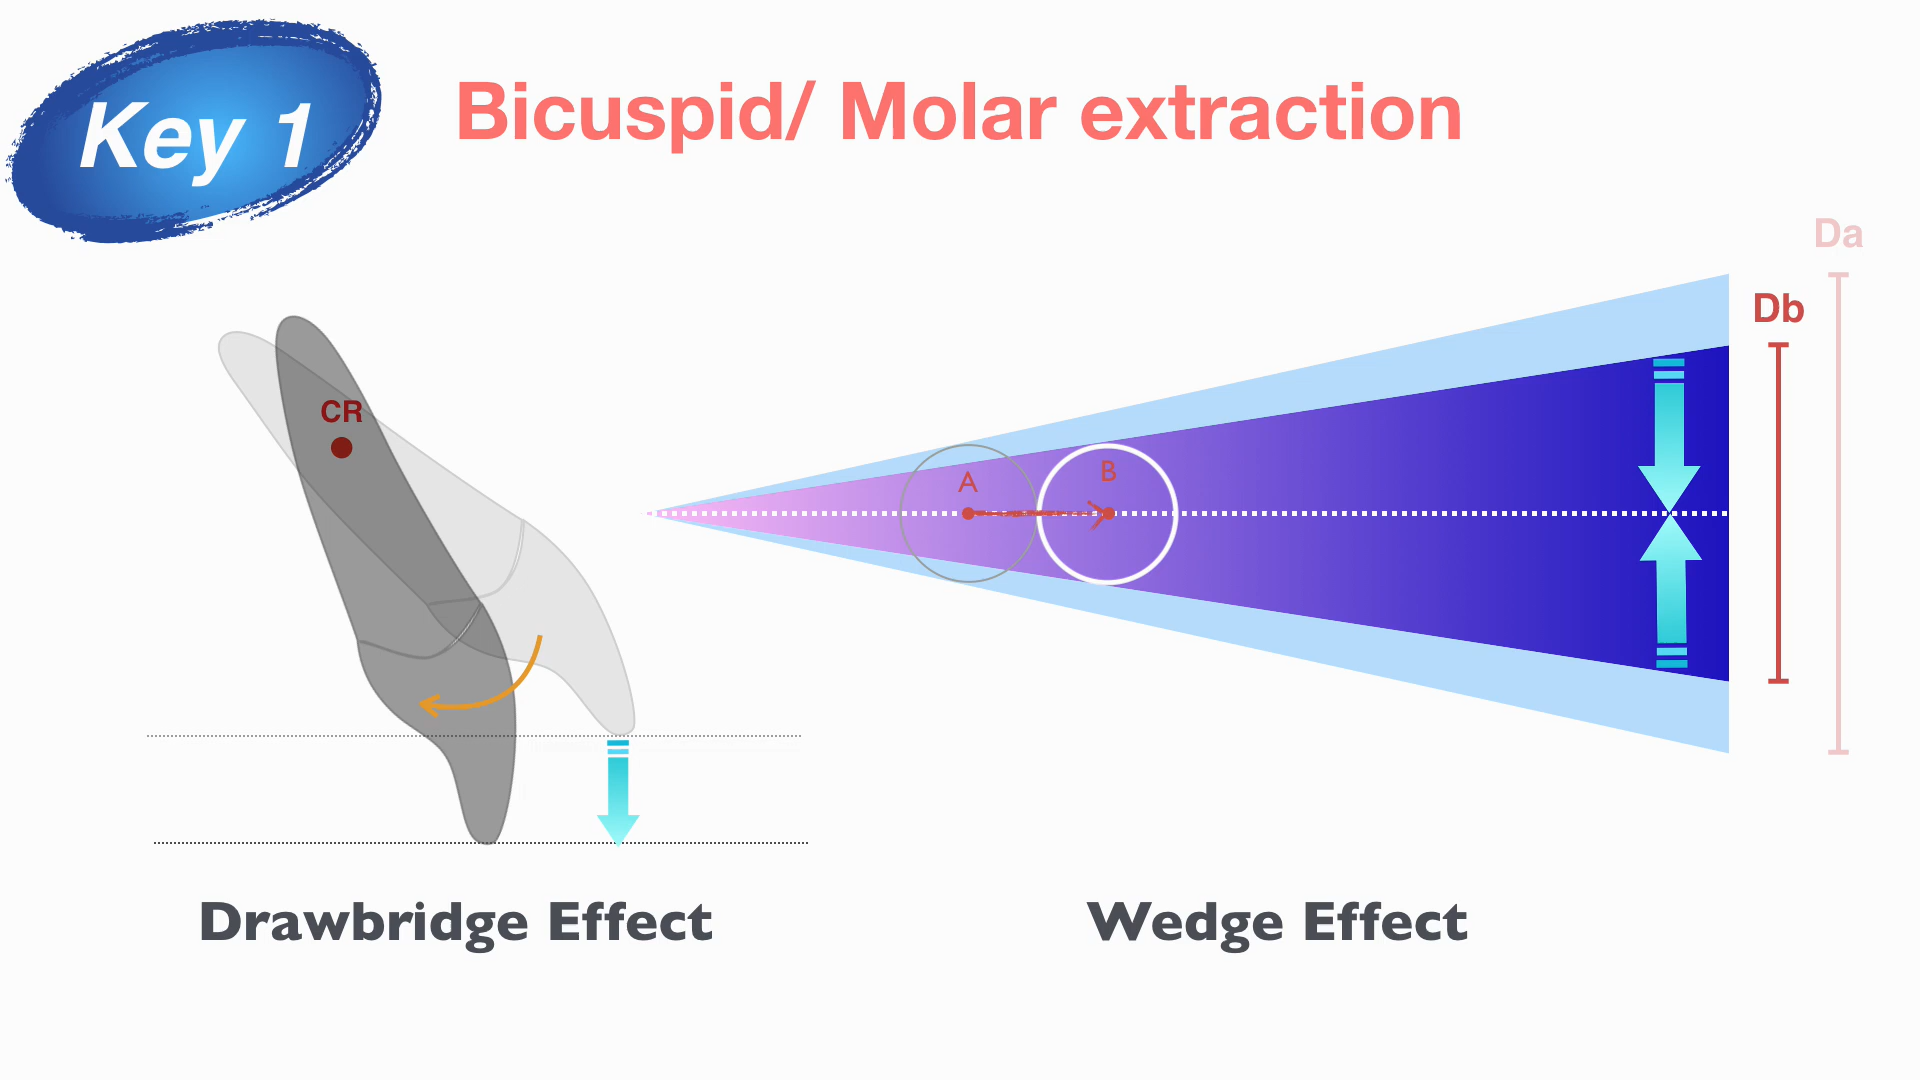 Key 1
Bicuspid/ Molar extraction
Da
Db
CR
A
B
Drawbridge Effect
Wedge Effect